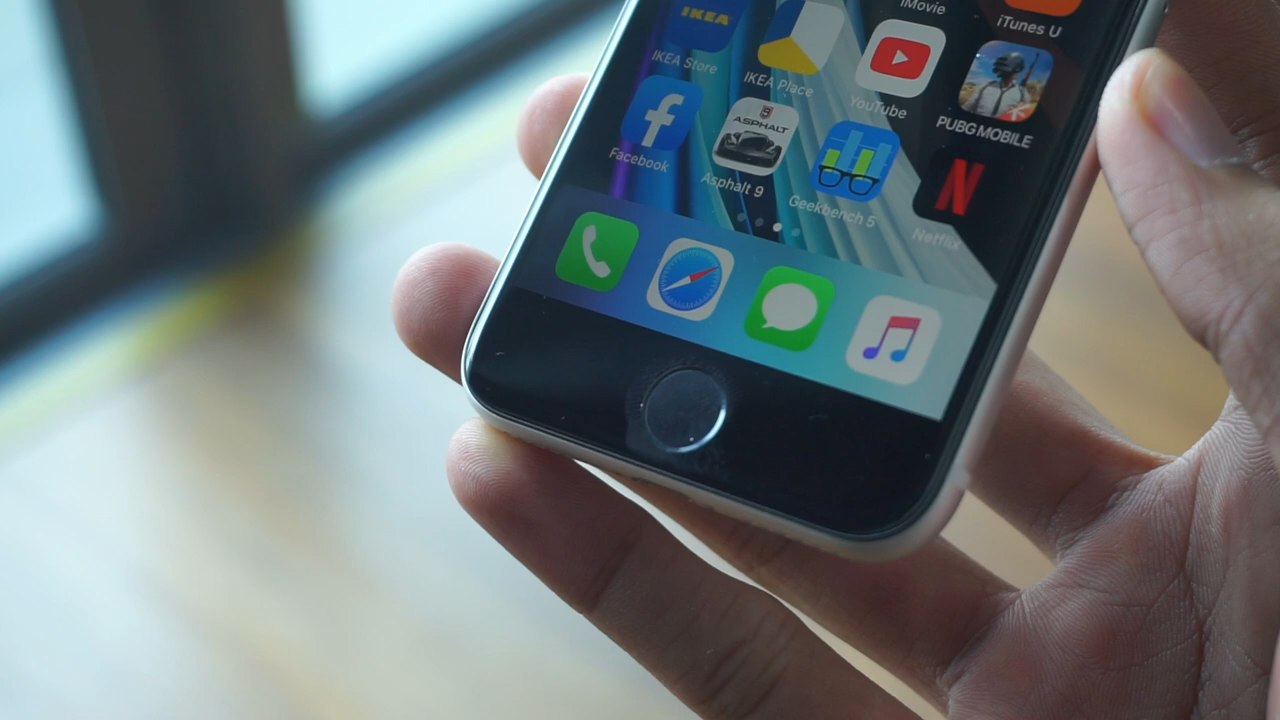 iMovie
iTunes U
IKEA
IKEA Store
IKEA Place
YouTube
PUBG MOBILE
Facebook
ASPHALT
Asphalt 9
Geekbench 5
Netflix